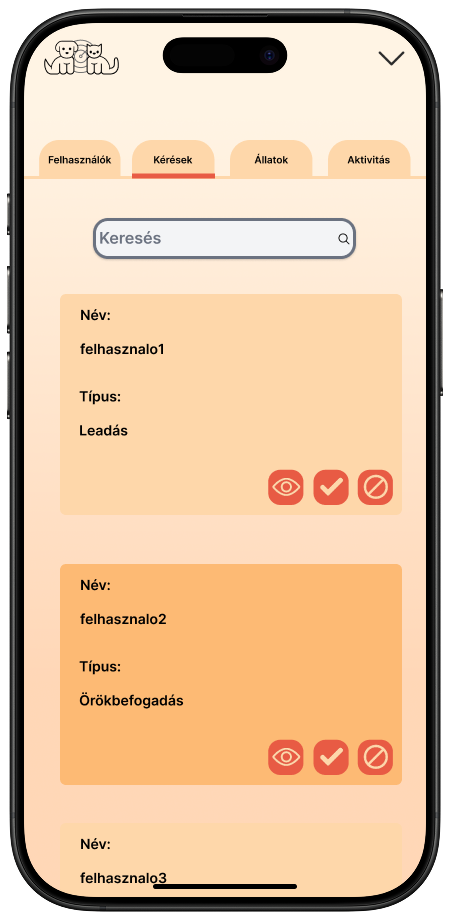 Felhasználók
Kérések
Állatok
Aktivitás
Keresés
Név:
felhasznalo1
Típus:
Leadás
Név:
felhasznalo2
Típus:
Örökbefogadás
Név:
felhasznalo3